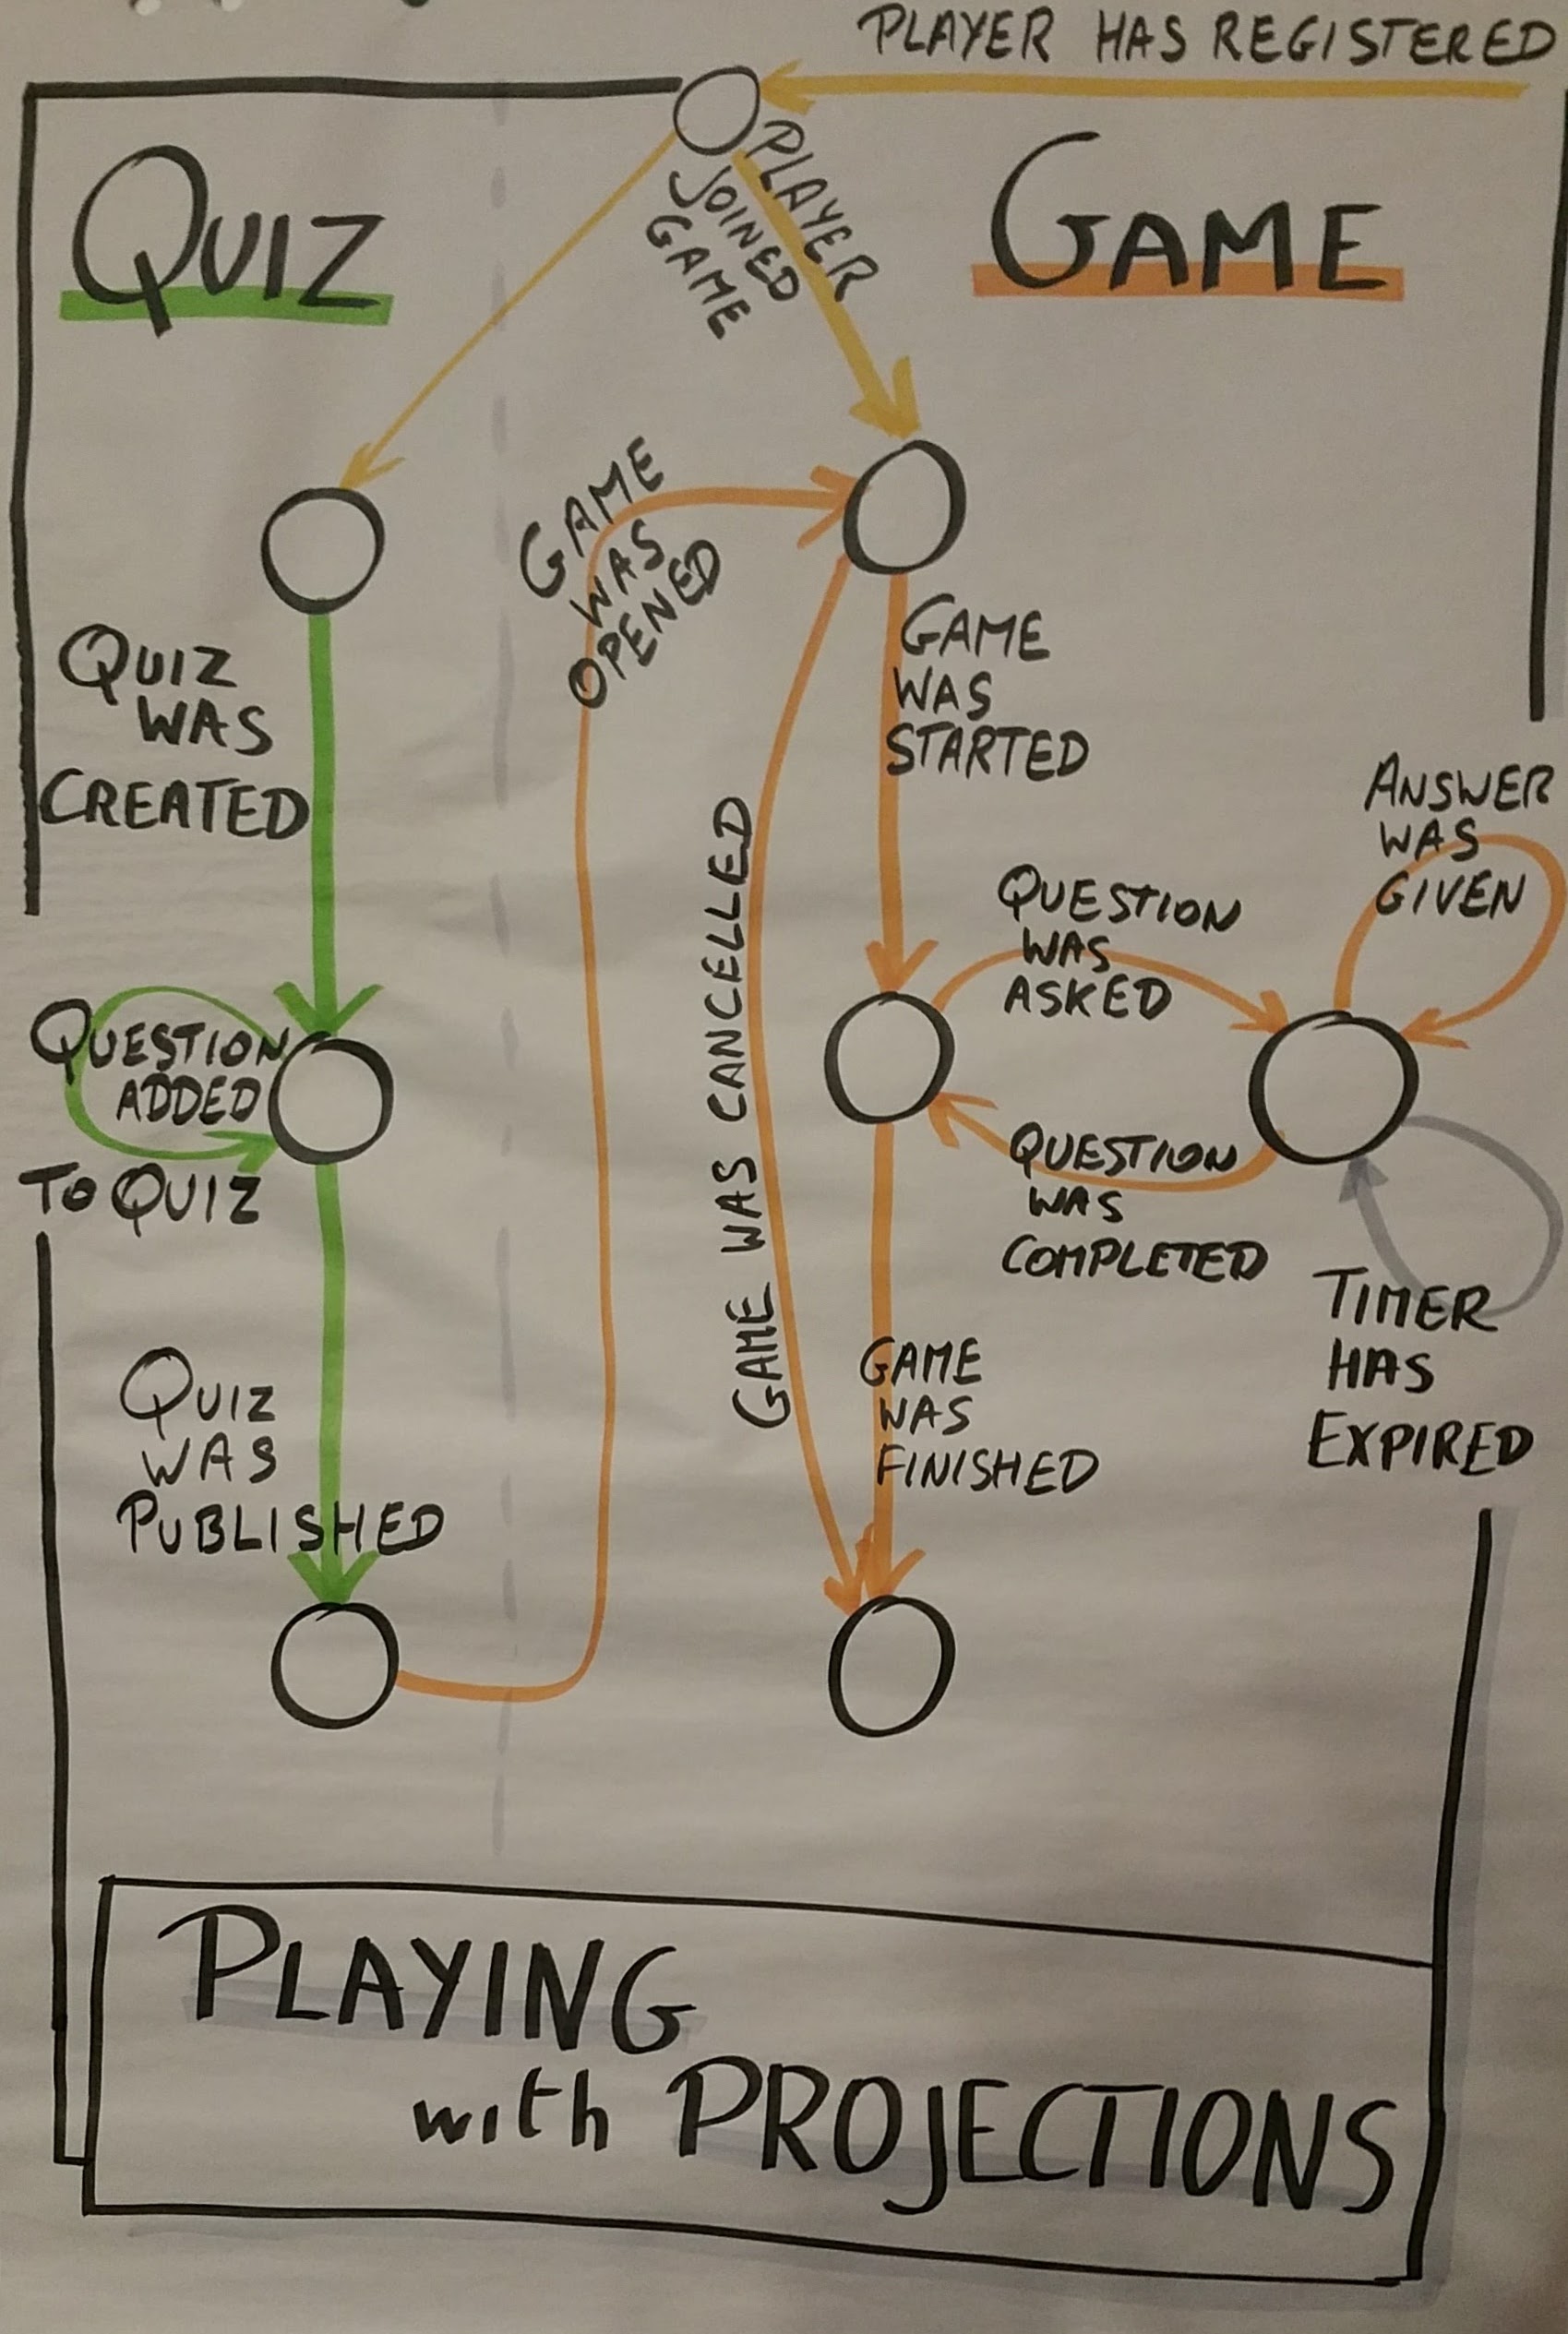 PLAYER HAS REGISTERED
QUIZ
PLAYER
JOINED
GAME
GAME
GAME
WAS
OPENED
QUIZ
WAS
CREATED
GAME
WAS
STARTED
GAME WAS CANCELLED
ANSWER
WAS
GIVEN
QUESTION
WAS
ASKED
QUESTION
ADDED
TO QUIZ
QUESTION
WAS
COMPLETED
TIMER
HAS
EXPIRED
QUIZ
WAS
PUBLISHED
GAME
WAS
FINISHED
PLAYING
with PROJECTIONS